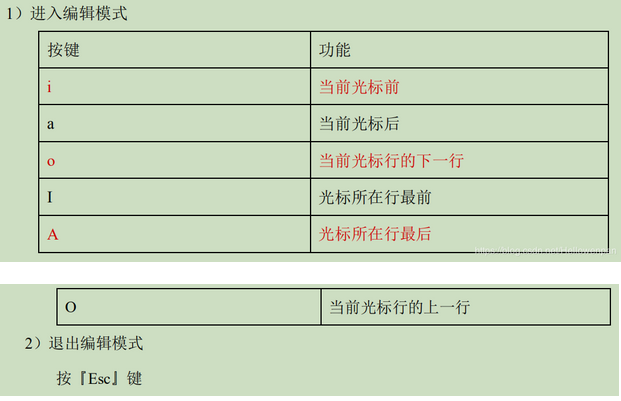 1）进入编辑模式
按键 功能
i 当前光标前
a 当前光标后
o 当前光标行的下一行
I 光标所在行最前
A 光标所在行最后
O 当前光标行的上一行
2）退出编辑模式
按『Esc』键